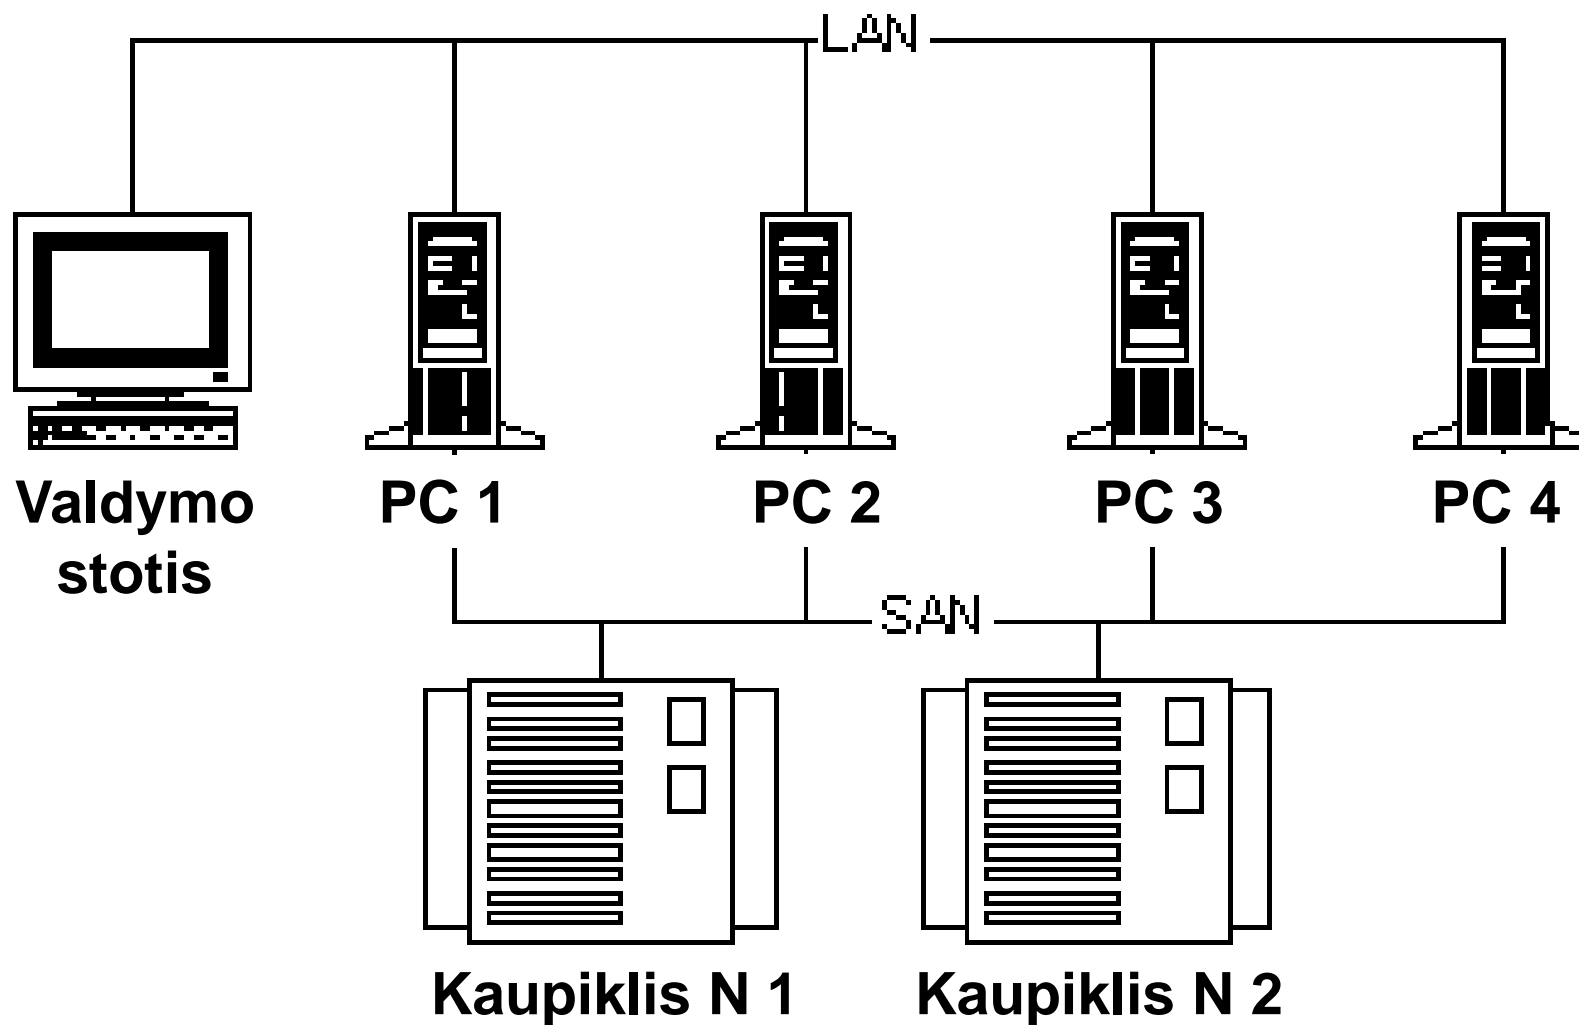 LAN
Valdymo
stotis
PC 1
PC 2
PC 3
PC 4
SAN
Kaupiklis N 1
Kaupiklis N 2